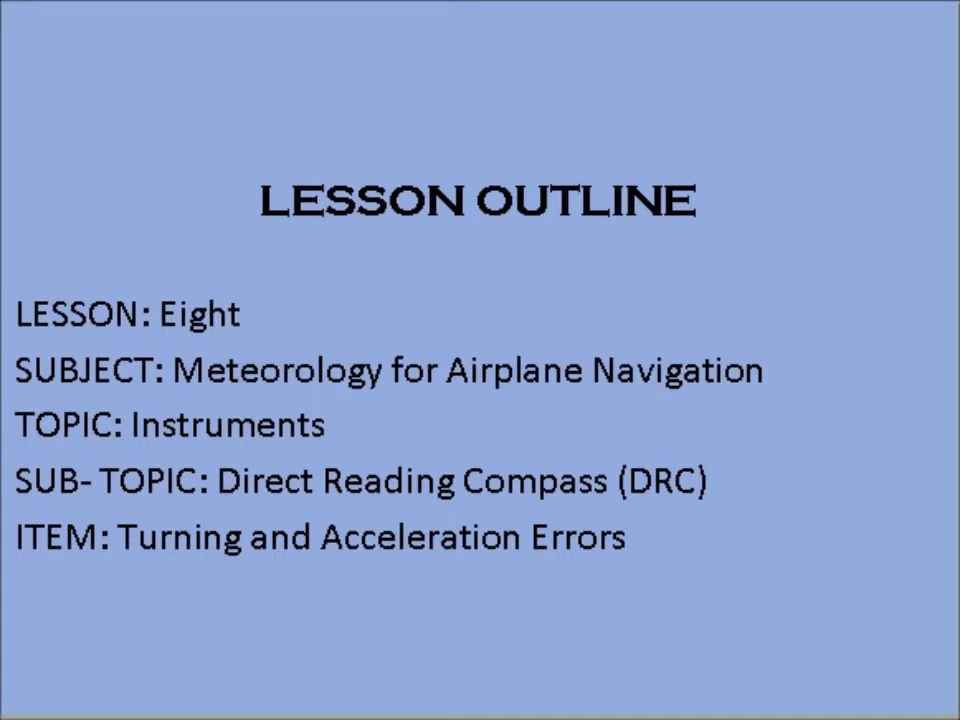 LESSON OUTLINE
LESSON: Eight
SUBJECT: Meteorology for Airplane Navigation
TOPIC: Instruments
SUB- TOPIC: Direct Reading Compass (DRC)
ITEM: Turning and Acceleration Errors